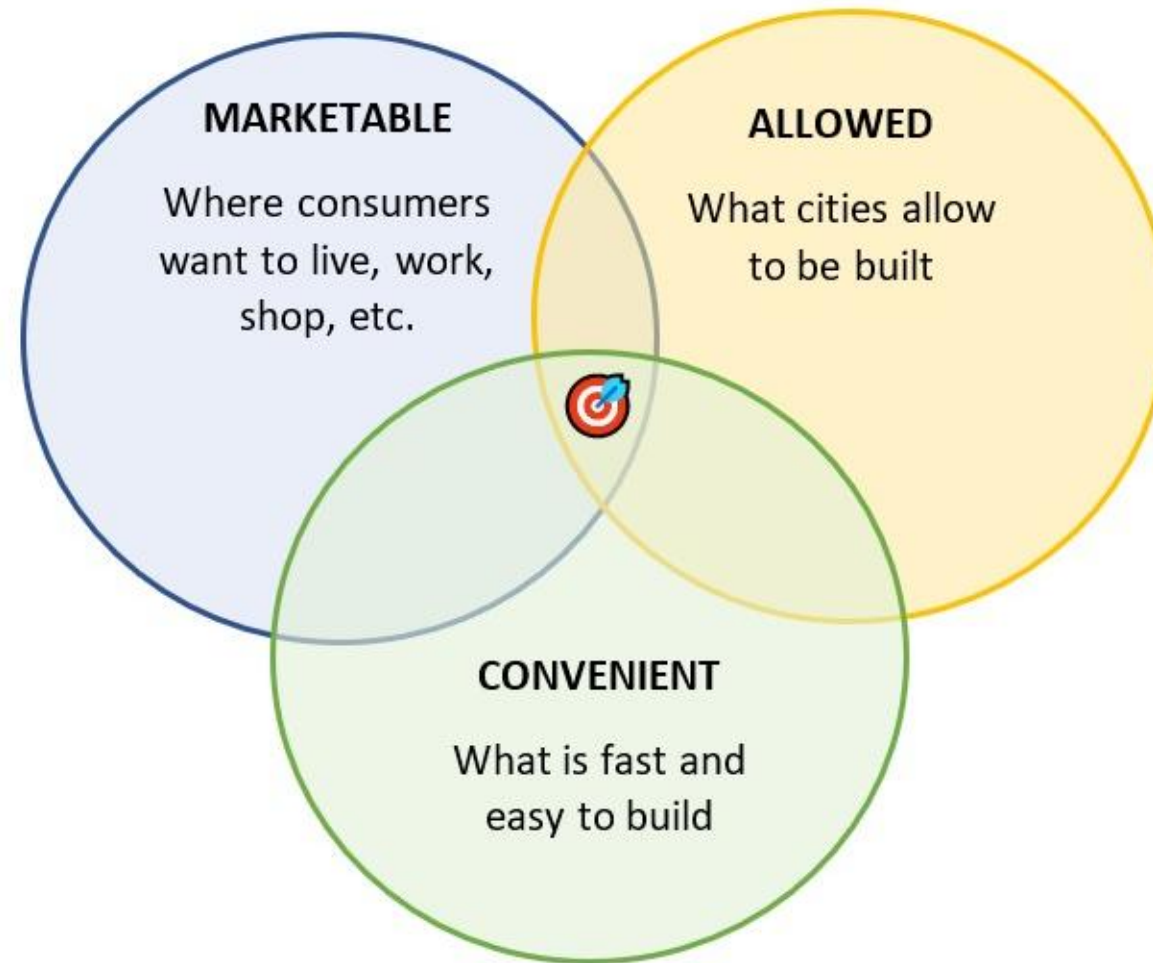 MARKETABLE
Where consumers
want to live, work,
shop, etc.
ALLOWED
What cities allow
to be built
CONVENIENT
What is fast and
easy to build